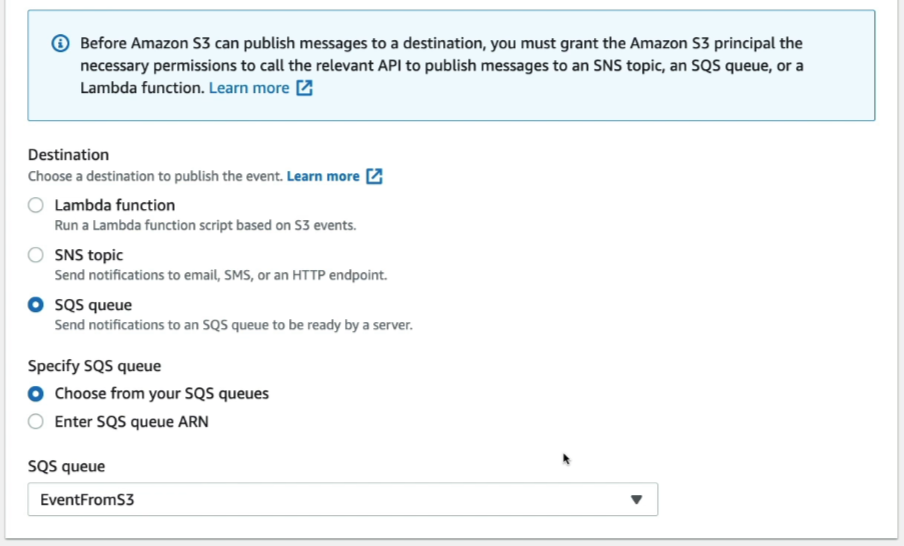 Before Amazon S3 can publish messages to a destination, you must grant the Amazon S3 principal the
necessary permissions to call the relevant API to publish messages to an SNS topic, an SQS queue, or a
Lambda function. Learn more
Destination
Choose a destination to publish the event. Learn more
Lambda function
Run a Lambda function script based on S3 events.
SNS topic
Send notifications to email, SMS, or an HTTP endpoint.
SQS queue
Send notifications to an SQS queue to be ready by a server.
Specify SQS queue
Choose from your SQS queues
Enter SQS queue ARN
SQS queue
EventFromS3